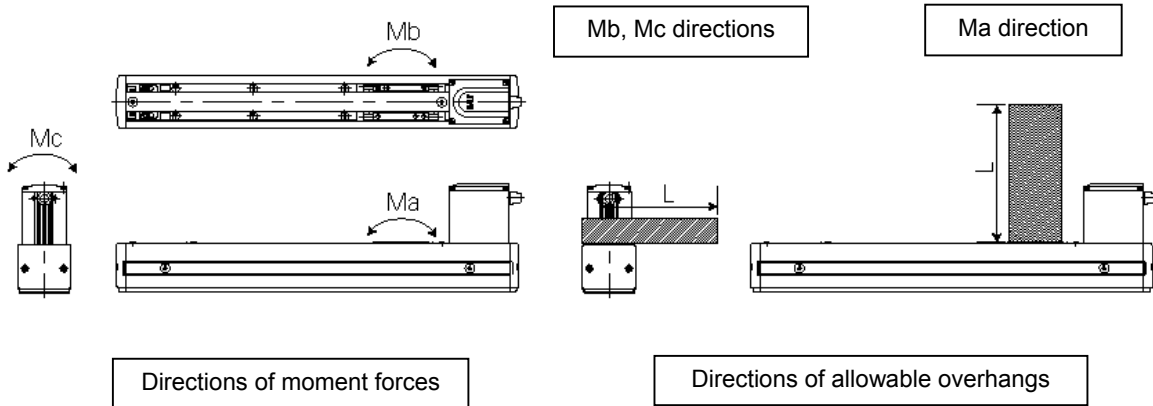 Mb
Mb, Mc directions
Ma direction
Mc
Ma
L
L
Directions of moment forces
Directions of allowable overhangs